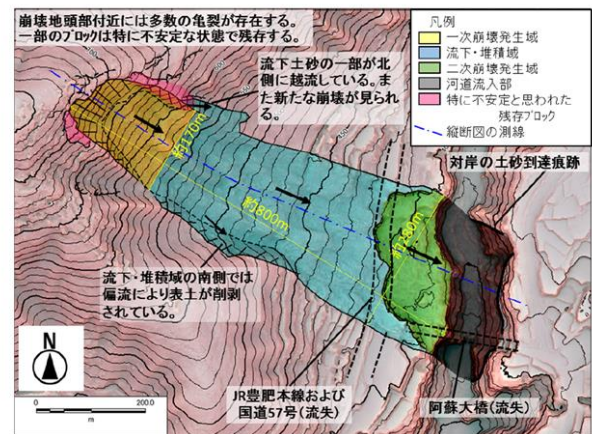 崩壊地頭部付近には多数の亀裂が存在する。
一部のブロックは特に不安定な状態で残存する。
流下土砂の一部が北
側に越流している。ま
た新たな崩壊が見られ
る。
凡例
一次崩壊発生域
流下・堆積域
二次崩壊発生域
河道流入部
特に不安定と思われた
残存ブロック
縦断図の測線
対岸の土砂到達痕跡
約170m
約800m
約180m
流下・堆積域の南側では
偏流により表土が削剥
されている。
N
0
200.0
m
JR豊肥本線および
国道57号(流失)
阿蘇大橋(流失)